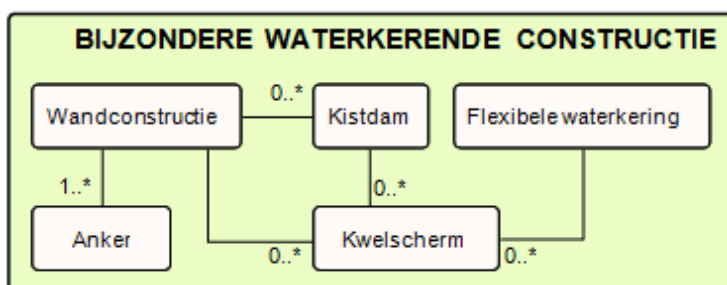 BIJZONDERE WATERKERENDE CONSTRUCTIE
0..*
Wandconstructie
Kistdam
Flexibele waterkering
1..*
0..*
Anker
Kwelscherm
0..*
0..*